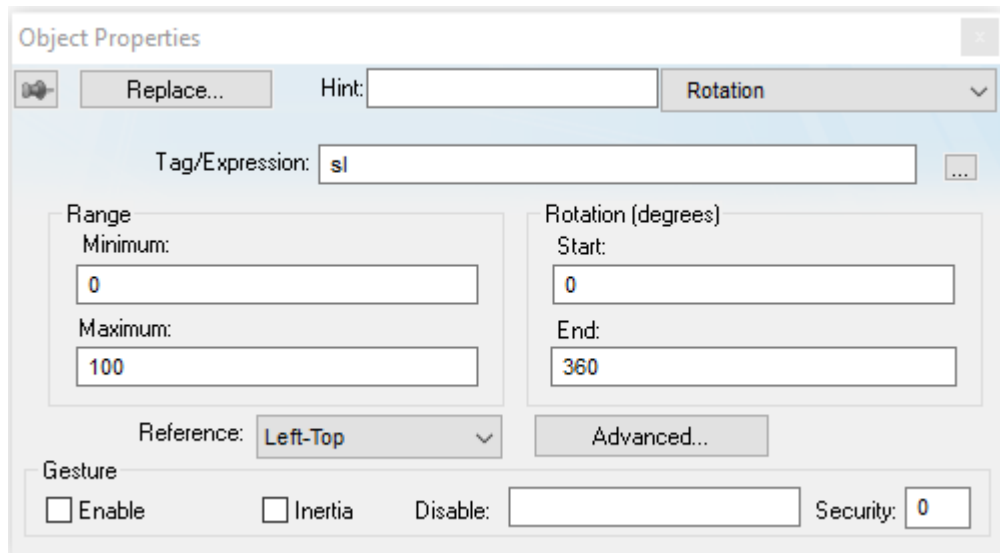 Object Properties x
Replace... Hint: Rotation
Tag/Expression: sl ...
Range Rotation (degrees)
Minimum: Start:
0 0
Maximum: End:
100 360
Reference: Left-Top Advanced...
Gesture
Enable Inertia Disable: Security: 0